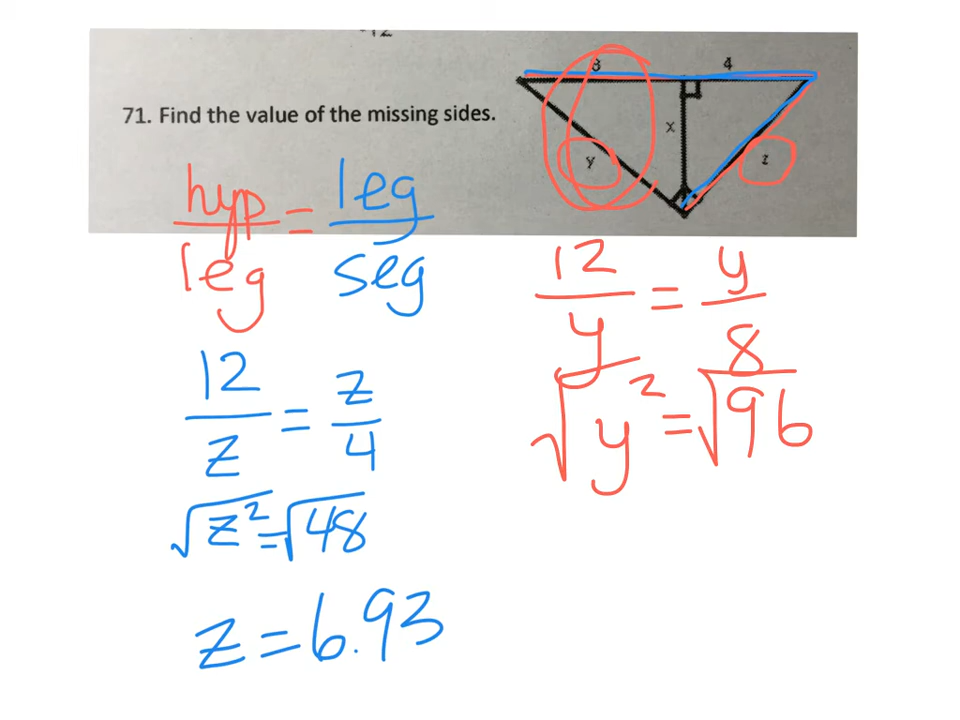 71. Find the value of the missing sides.
8
4
x
y
z
hyp/leg = leg/seg
12/z = z/4
√z² = √48
z = 6.93
12/y = y/8
√y² = √96